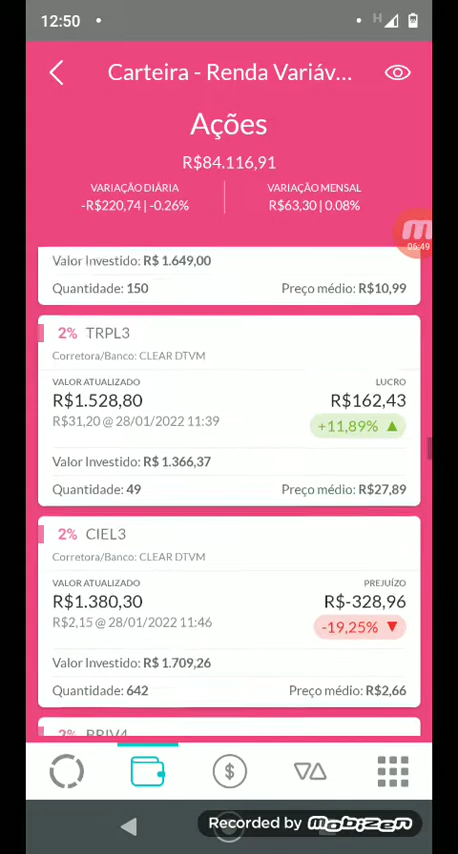 12:50
H
Carteira - Renda Variáv...
Ações
R$84.116,91
VARIAÇÃO DIÁRIA
-R$220,74 | -0.26%
VARIAÇÃO MENSAL
R$63,30 | 0.08%
05:49
Valor Investido: R$ 1.649,00
Quantidade: 150
Preço médio: R$10,99
2% TRPL3
Corretora/Banco: CLEAR DTVM
VALOR ATUALIZADO
LUCRO
R$1.528,80
R$162,43
R$31,20 @ 28/01/2022 11:39
+11,89%
Valor Investido: R$ 1.366,37
Quantidade: 49
Preço médio: R$27,89
2% CIEL3
Corretora/Banco: CLEAR DTVM
VALOR ATUALIZADO
PREJUÍZO
R$1.380,30
R$-328,96
R$2,15 @ 28/01/2022 11:46
-19,25%
Valor Investido: R$ 1.709,26
Quantidade: 642
Preço médio: R$2,66
2%
Recorded by mobizen